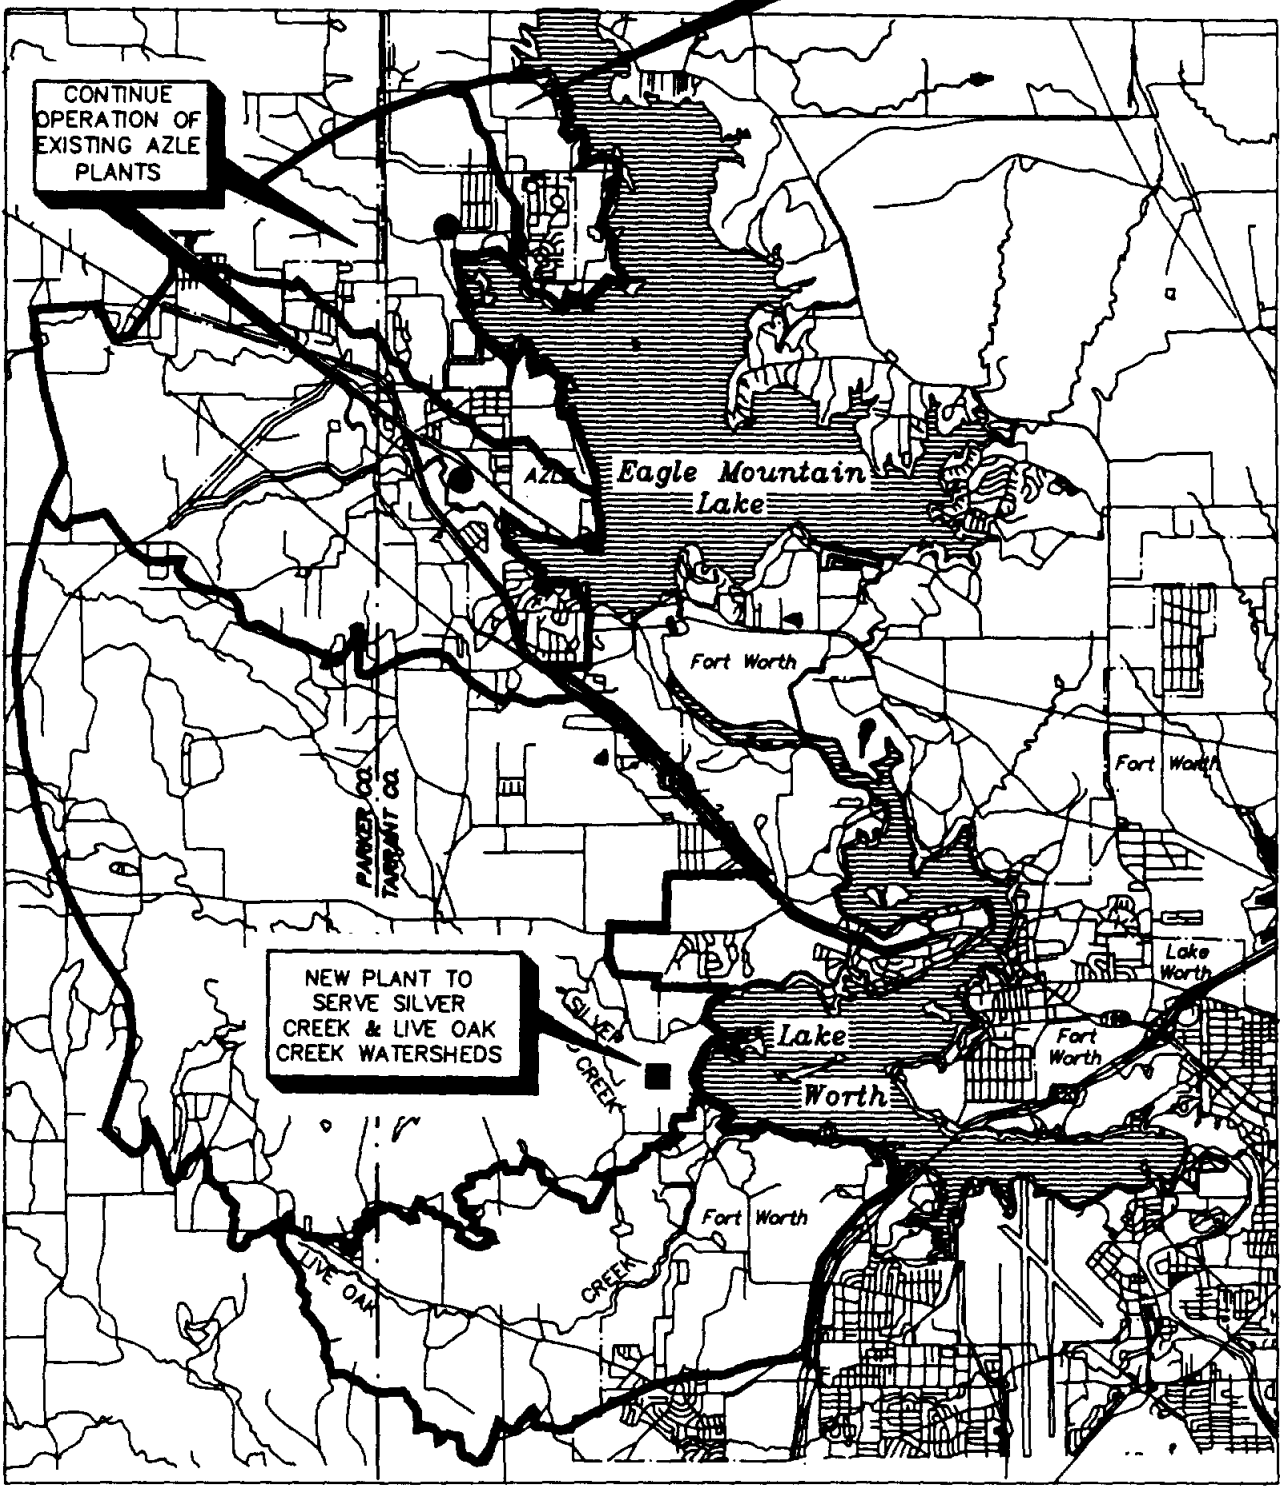 CONTINUE
OPERATION OF
EXISTING AZLE
PLANTS
AZLE
Eagle Mountain
Lake
Fort Worth
Fort Worth
PARKER CO.
TARRANT CO.
Lake
Worth
NEW PLANT TO
SERVE SILVER
CREEK & LIVE OAK
CREEK WATERSHEDS
SILVER
CREEK
Lake
Worth
Fort
Worth
Fort Worth
LIVE OAK
CREEK